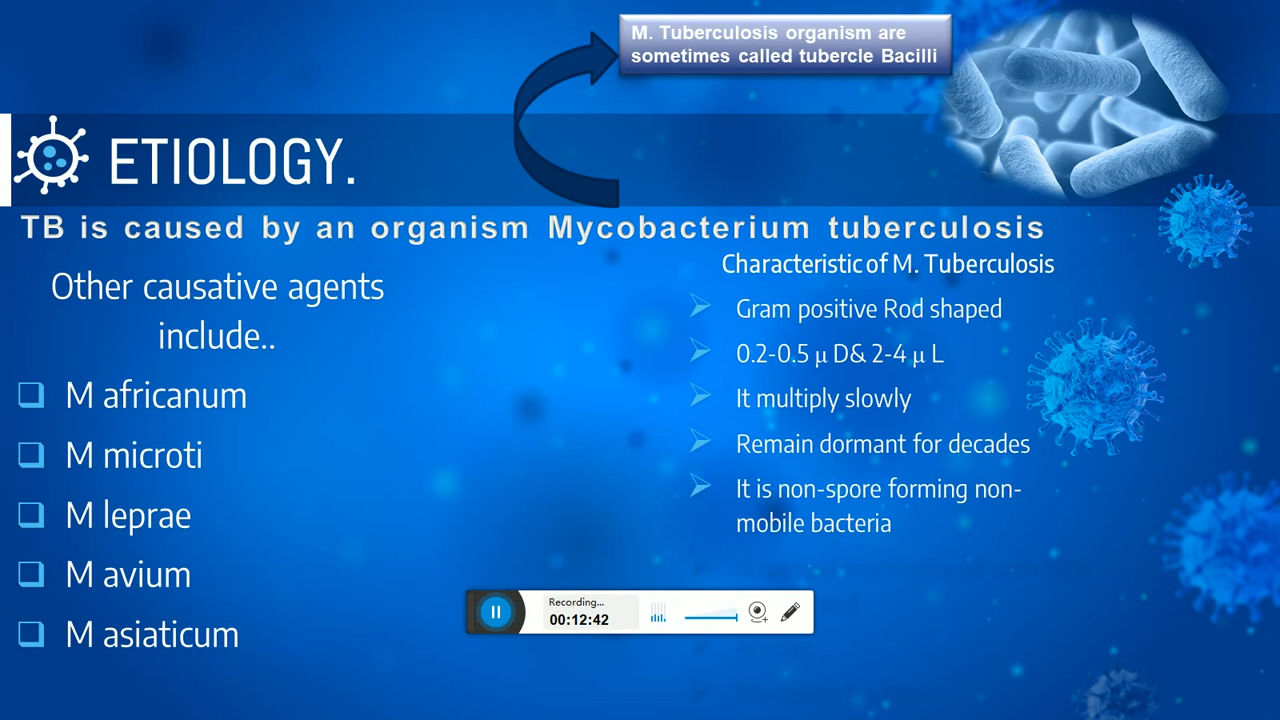 M. Tuberculosis organism are
sometimes called tubercle Bacilli
ETIOLOGY.
TB is caused by an organism Mycobacterium tuberculosis
Other causative agents
include..
M africanum
M microti
M leprae
M avium
M asiaticum
Characteristic of M. Tuberculosis
Gram positive Rod shaped
0.2-0.5 μ D& 2-4 μ L
It multiply slowly
Remain dormant for decades
It is non-spore forming non-
mobile bacteria
Recording...
00:12:42